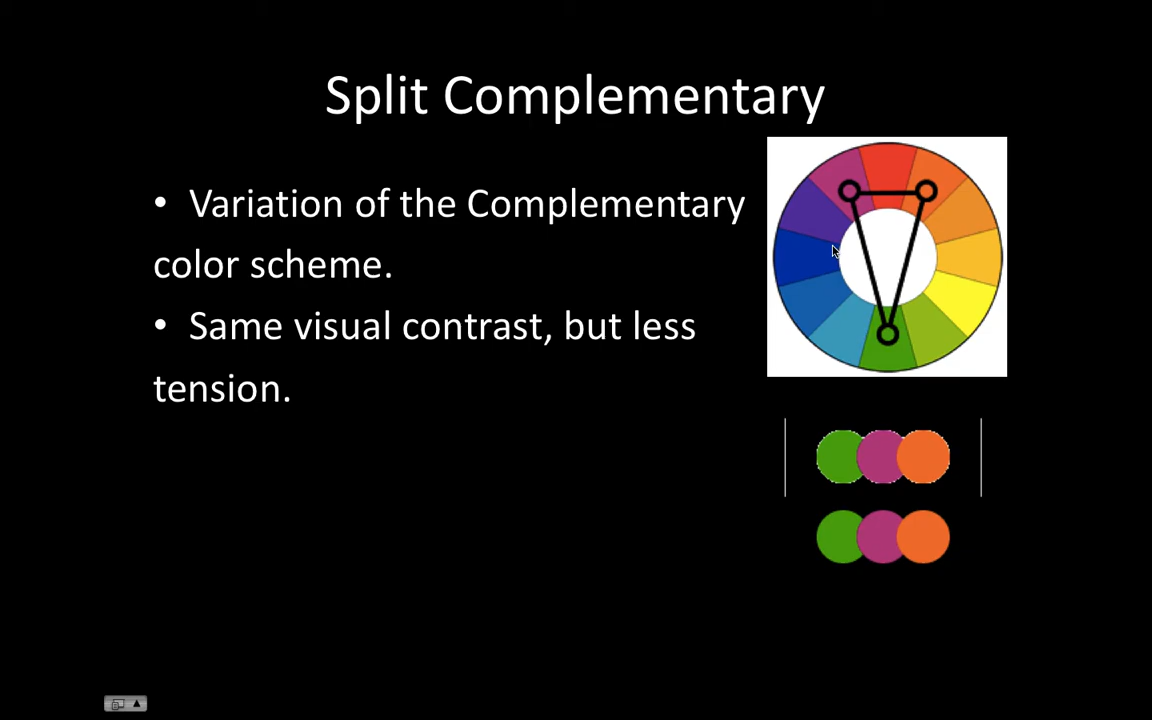 Split Complementary
• Variation of the Complementary
color scheme.
• Same visual contrast, but less
tension.